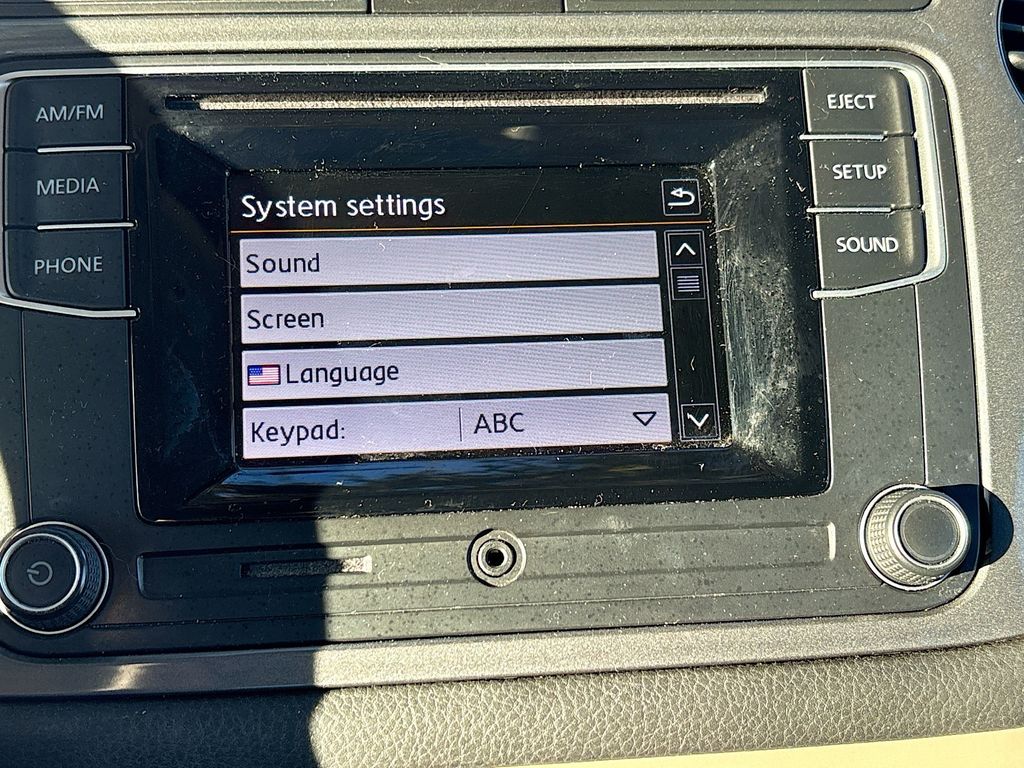 AM/FM
MEDIA
PHONE
System settings
Sound
Screen
Language
Keypad: ABC
EJECT
SETUP
SOUND